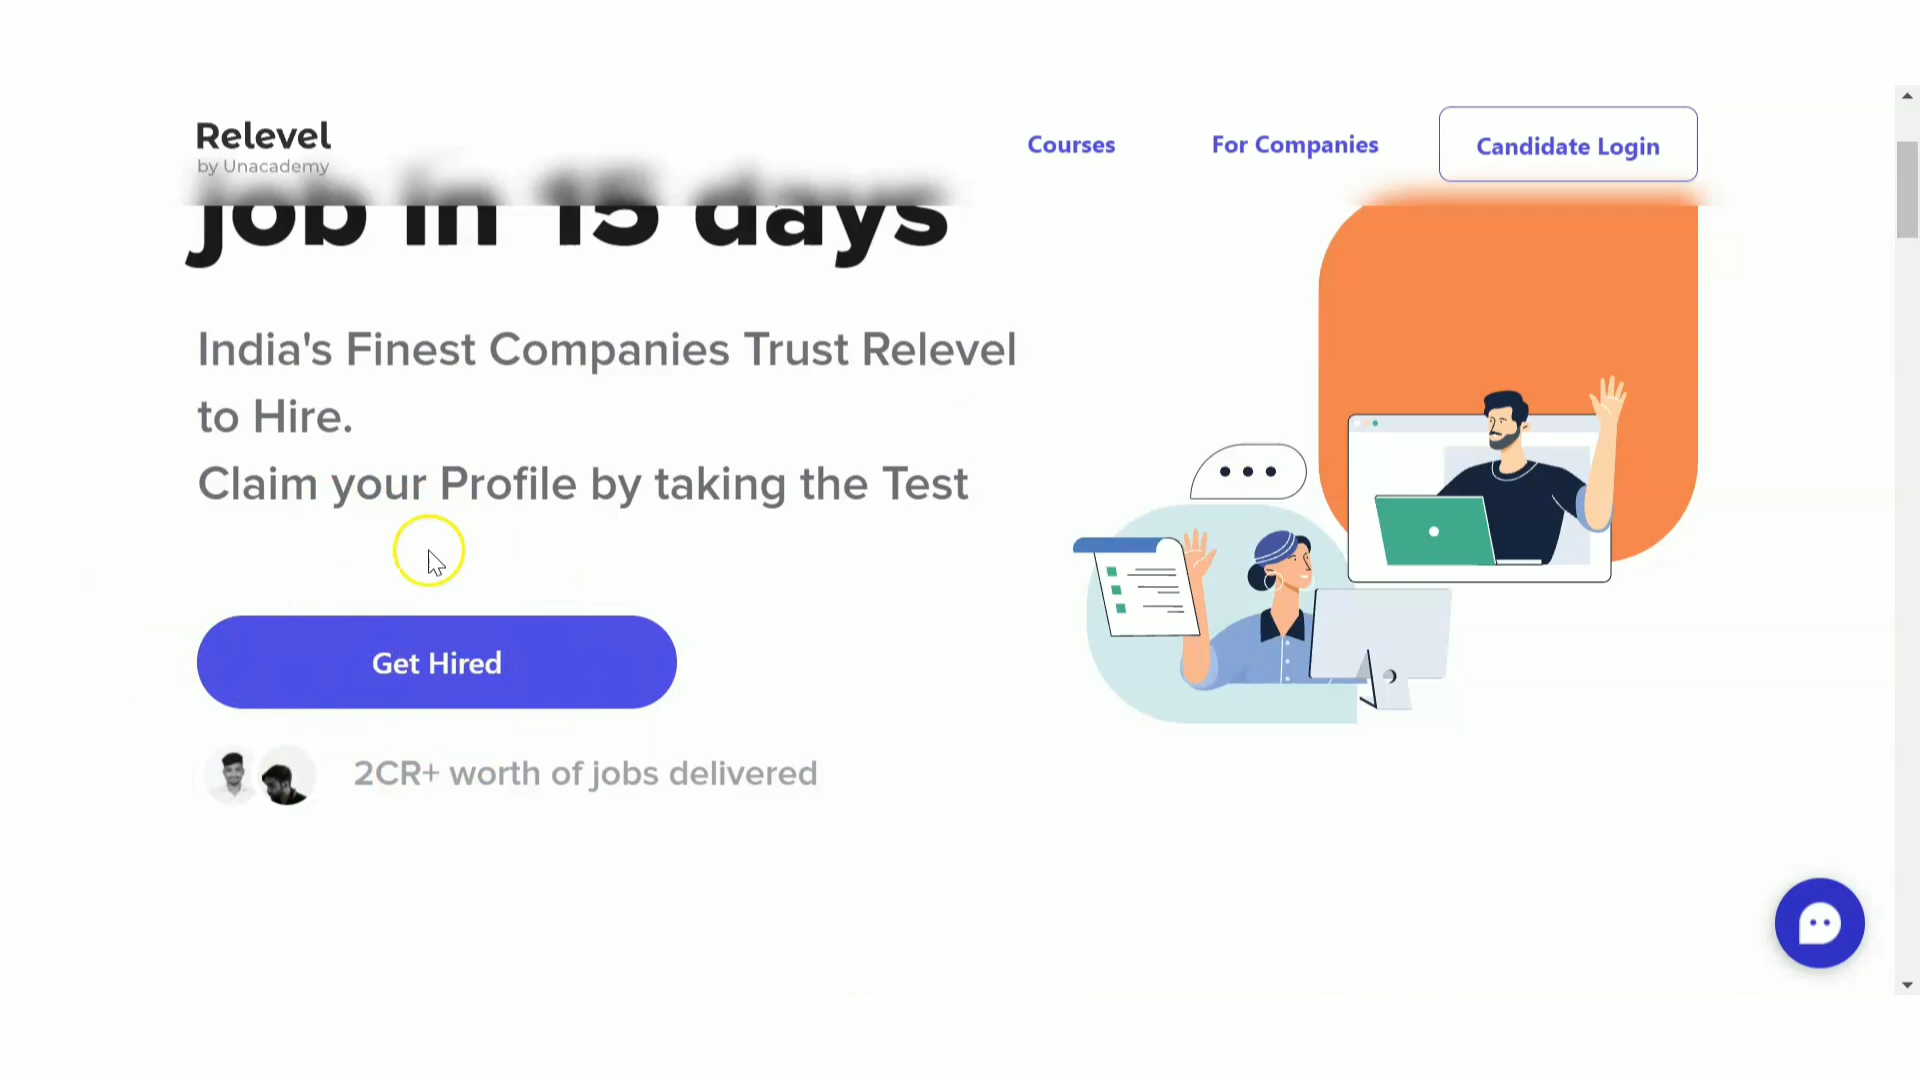 Relevel
by Unacademy
Courses
For Companies
Candidate Login
job in 15 days
India's Finest Companies Trust Relevel
to Hire.
Claim your Profile by taking the Test
Get Hired
2CR+ worth of jobs delivered